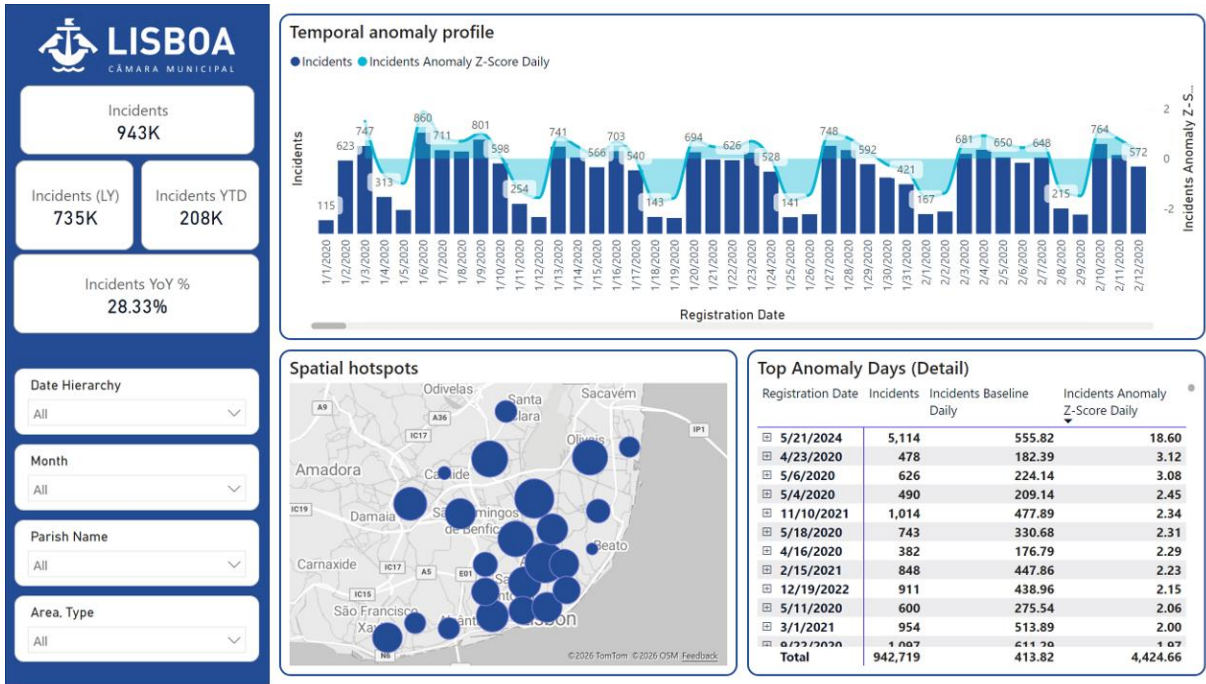 LISBOA
CÂMARA MUNICIPAL
Incidents
943K
Incidents (LY)
735K
Incidents YTD
208K
Incidents YoY %
28.33%
Date Hierarchy
All
Month
All
Parish Name
All
Area, Type
All
Temporal anomaly profile
Incidents Incidents Anomaly Z-Score Daily
Incidents
115 623 747 313 860 711 801 598 254 741 566 703 540 143 694 626 528 141 748 592 421 167 681 650 648 215 764 572
2
0
-2
Incidents Anomaly Z-S...
1/1/2020 1/2/2020 1/3/2020 1/4/2020 1/5/2020 1/6/2020 1/7/2020 1/8/2020 1/9/2020 1/10/2020 1/11/2020 1/12/2020 1/13/2020 1/14/2020 1/15/2020 1/16/2020 1/17/2020 1/18/2020 1/19/2020 1/20/2020 1/21/2020 1/22/2020 1/23/2020 1/24/2020 1/25/2020 1/26/2020 1/27/2020 1/28/2020 1/29/2020 1/30/2020 1/31/2020 2/1/2020 2/2/2020 2/3/2020 2/4/2020 2/5/2020 2/6/2020 2/7/2020 2/8/2020 2/9/2020 2/10/2020 2/11/2020 2/12/2020
Registration Date
Spatial hotspots
Odivelas
Santa
Sacavém
A9
A36
IC17
IP1
Amadora
IC19
Damaia
de Benfic
Beato
Carnaxide
IC17
A5
E01
IC15
São Francisco
N6
©2026 TomTom ©2026 OSM Feedback
Top Anomaly Days (Detail)
Registration Date Incidents Incidents Baseline Daily Incidents Anomaly Z-Score Daily
5/21/2024 5,114 555.82 18.60
4/23/2020 478 182.39 3.12
5/6/2020 626 224.14 3.08
5/4/2020 490 209.14 2.45
11/10/2021 1,014 477.89 2.34
5/18/2020 743 330.68 2.31
4/16/2020 382 176.79 2.29
2/15/2021 848 447.86 2.23
12/19/2022 911 438.96 2.15
5/11/2020 600 275.54 2.06
3/1/2021 954 513.89 2.00
9/22/2020 1,097 611.29 1.97
Total 942,719 413.82 4,424.66